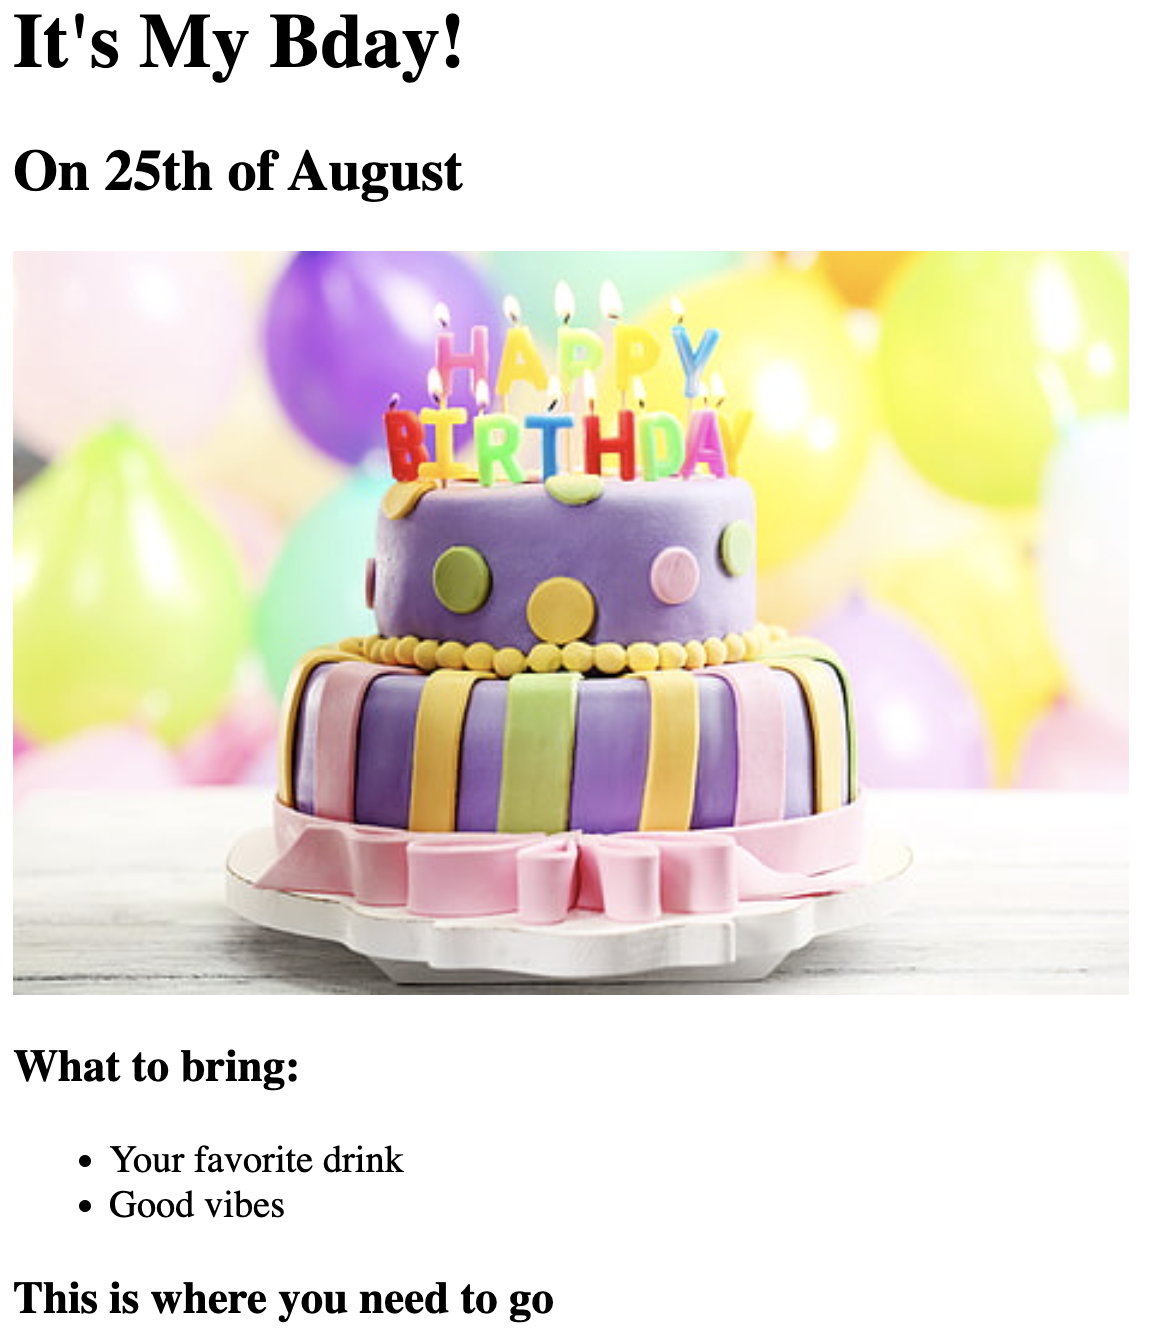 It's My Bday!
On 25th of August
HAPPY
BIRTHDAY
What to bring:
Your favorite drink
Good vibes
This is where you need to go